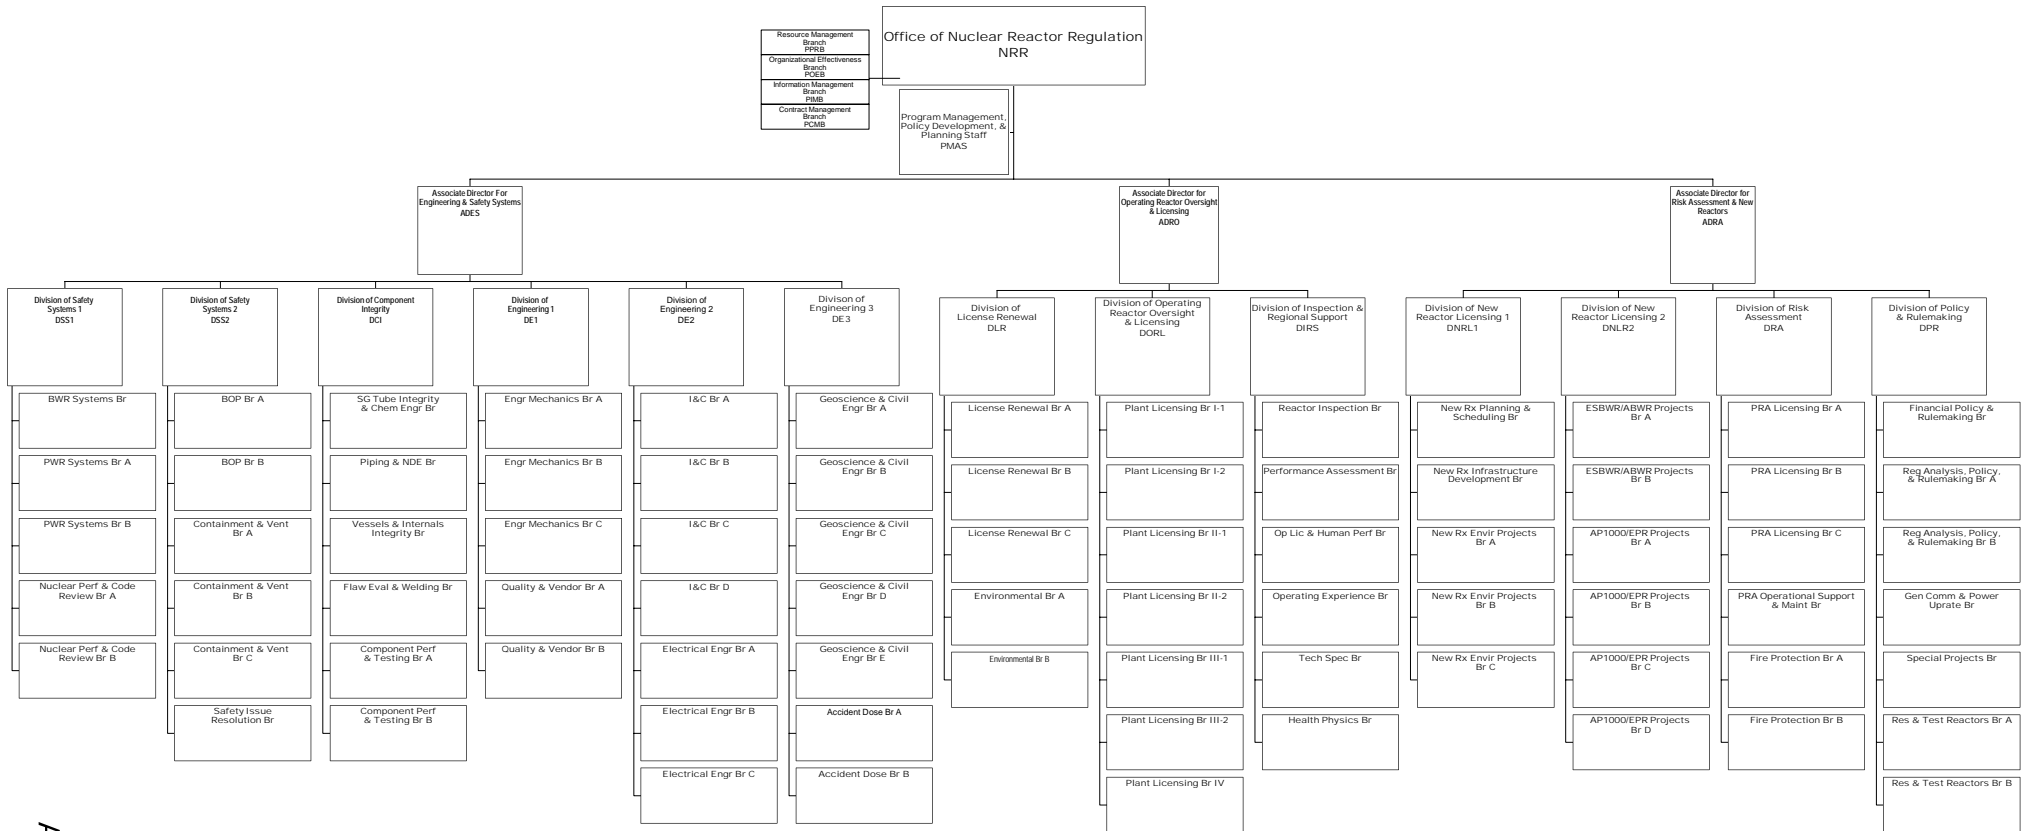 Office of Nuclear Reactor Regulation
NRR
Resource Management
Branch
PPRB
Organizational Effectiveness
Branch
POEB
Information Management
Branch
PIMB
Contract Management
Branch
PCMB
Program Management,
Policy Development, &
Planning Staff
PMAS
Associate Director For
Engineering & Safety Systems
ADES
Associate Director for
Operating Reactor Oversight
& Licensing
ADRO
Associate Director for
Risk Assessment & New
Reactors
ADRA
Division of Safety
Systems 1
DSS1
BWR Systems Br
PWR Systems Br A
PWR Systems Br B
Nuclear Perf & Code
Review Br A
Nuclear Perf & Code
Review Br B
Division of Safety
Systems 2
DSS2
BOP Br A
BOP Br B
Containment & Vent
Br A
Containment & Vent
Br B
Containment & Vent
Br C
Safety Issue
Resolution Br
Division of Component
Integrity
DCI
SG Tube Integrity
& Chem Engr Br
Piping & NDE Br
Vessels & Internals
Integrity Br
Flaw Eval & Welding Br
Component Perf
& Testing Br A
Component Perf
& Testing Br B
Division of
Engineering 1
DE1
Engr Mechanics Br A
Engr Mechanics Br B
Engr Mechanics Br C
Quality & Vendor Br A
Quality & Vendor Br B
Divison of
Engineering 2
DE2
I&C Br A
I&C Br B
I&C Br C
I&C Br D
Electrical Engr Br A
Electrical Engr Br B
Electrical Engr Br C
Divison of
Engineering 3
DE3
Geoscience & Civil
Engr Br A
Geoscience & Civil
Engr Br B
Geoscience & Civil
Engr Br C
Geoscience & Civil
Engr Br D
Geoscience & Civil
Engr Br E
Accident Dose Br A
Accident Dose Br B
Division of
License Renewal
DLR
License Renewal Br A
License Renewal Br B
License Renewal Br C
Environmental Br A
Environmental Br B
Division of Operating
Reactor Oversight
& Licensing
DORL
Plant Licensing Br I-1
Plant Licensing Br I-2
Plant Licensing Br II-1
Plant Licensing Br II-2
Plant Licensing Br III-1
Plant Licensing Br III-2
Plant Licensing Br IV
Division of Inspection &
Regional Support
DIRS
Reactor Inspection Br
Performance Assessment Br
Op Lic & Human Perf Br
Operating Experience Br
Tech Spec Br
Health Physics Br
Division of New
Reactor Licensing 1
DNRL1
New Rx Planning &
Scheduling Br
New Rx Infrastructure
Development Br
New Rx Envir Projects
Br A
New Rx Envir Projects
Br B
New Rx Envir Projects
Br C
Division of New
Reactor Licensing 2
DNLR2
ESBWR/ABWR Projects
Br A
ESBWR/ABWR Projects
Br B
AP1000/EPR Projects
Br A
AP1000/EPR Projects
Br B
AP1000/EPR Projects
Br C
AP1000/EPR Projects
Br D
Division of Risk
Assessment
DRA
PRA Licensing Br A
PRA Licensing Br B
PRA Licensing Br C
PRA Operational Support
& Maint Br
Fire Protection Br A
Fire Protection Br B
Division of Policy
& Rulemaking
DPR
Financial Policy &
Rulemaking Br
Reg Analysis, Policy,
& Rulemaking Br A
Reg Analysis, Policy,
& Rulemaking Br B
Gen Comm & Power
Uprate Br
Special Projects Br
Res & Test Reactors Br A
Res & Test Reactors Br B